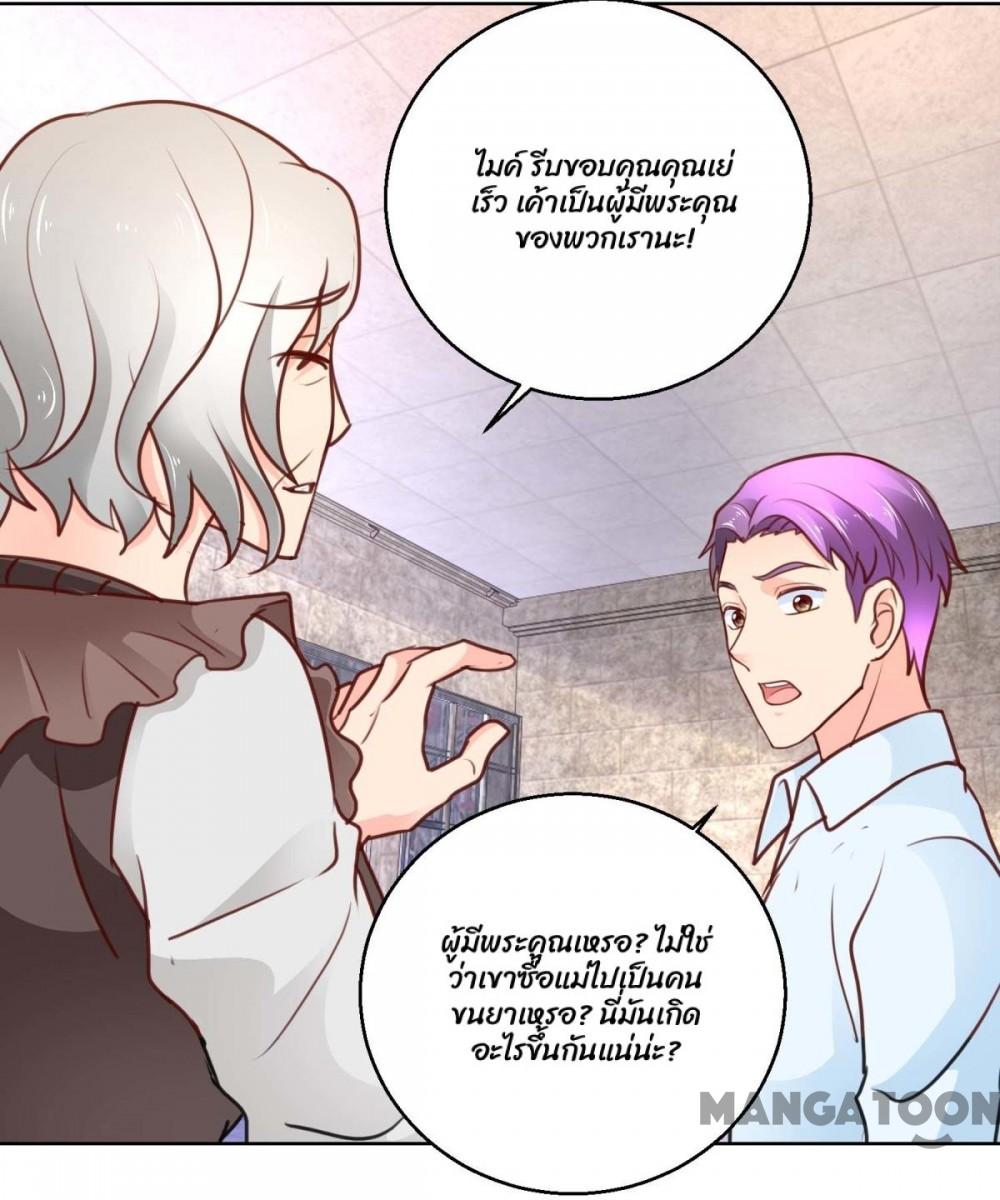 ไมค์ รีบขอบคุณคุณเย่
เร็ว เค้าเป็นผู้มีพระคุณ
ของพวกเรานะ!
ผู้มีพระคุณเหรอ? ไม่ใช่
ว่าเขาซื้อแม่ไปเป็นคน
ขนยาเหรอ? นี่มันเกิด
อะไรขึ้นกันแน่น่ะ?
MANGATOON